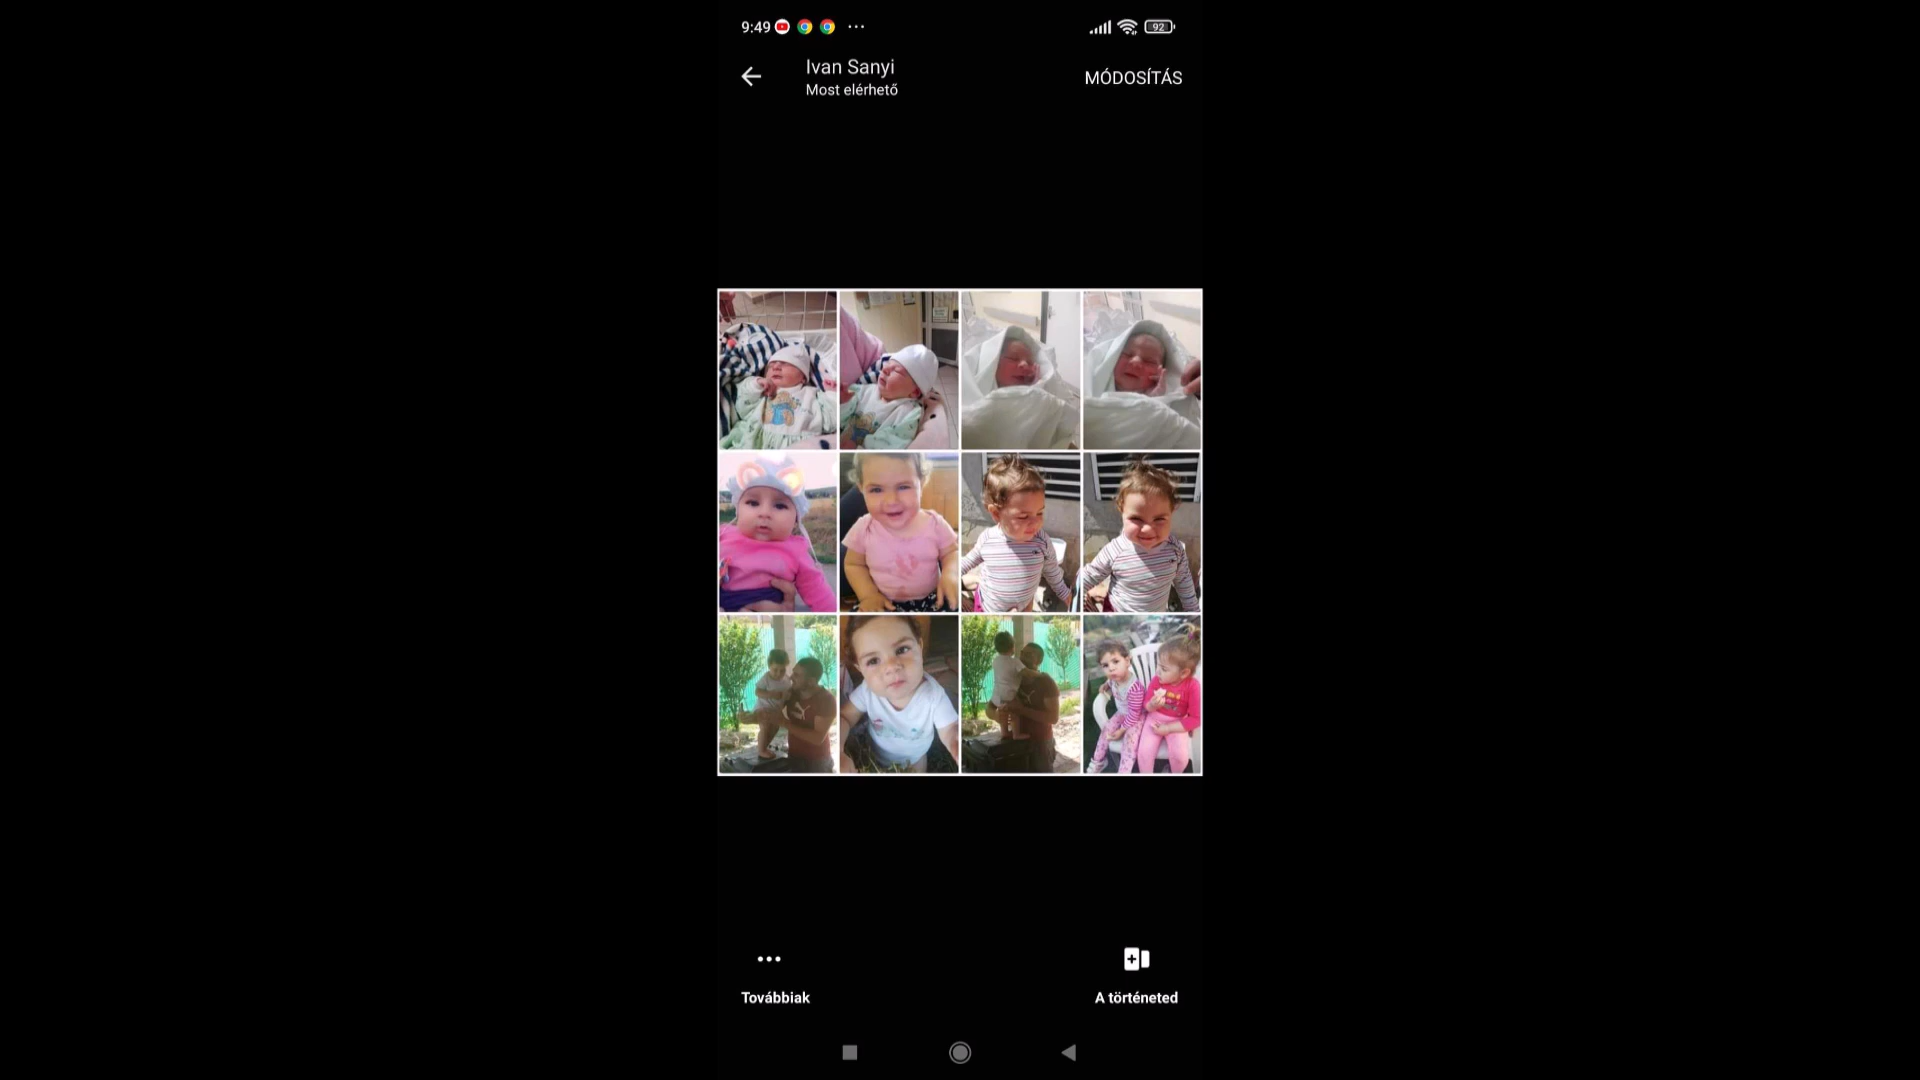 9:49
92
Ivan Sanyi
Most elérhető
MÓDOSÍTÁS
Továbbiak
A történeted